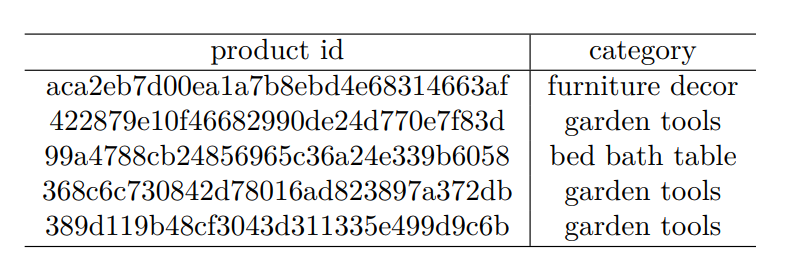 product id category
aca2eb7d00ea1a7b8ebd4e68314663af furniture decor
422879e10f46682990de24d770e7f83d garden tools
99a4788cb24856965c36a24e339b6058 bed bath table
368c6c730842d78016ad823897a372db garden tools
389d119b48cf3043d311335e499d9c6b garden tools